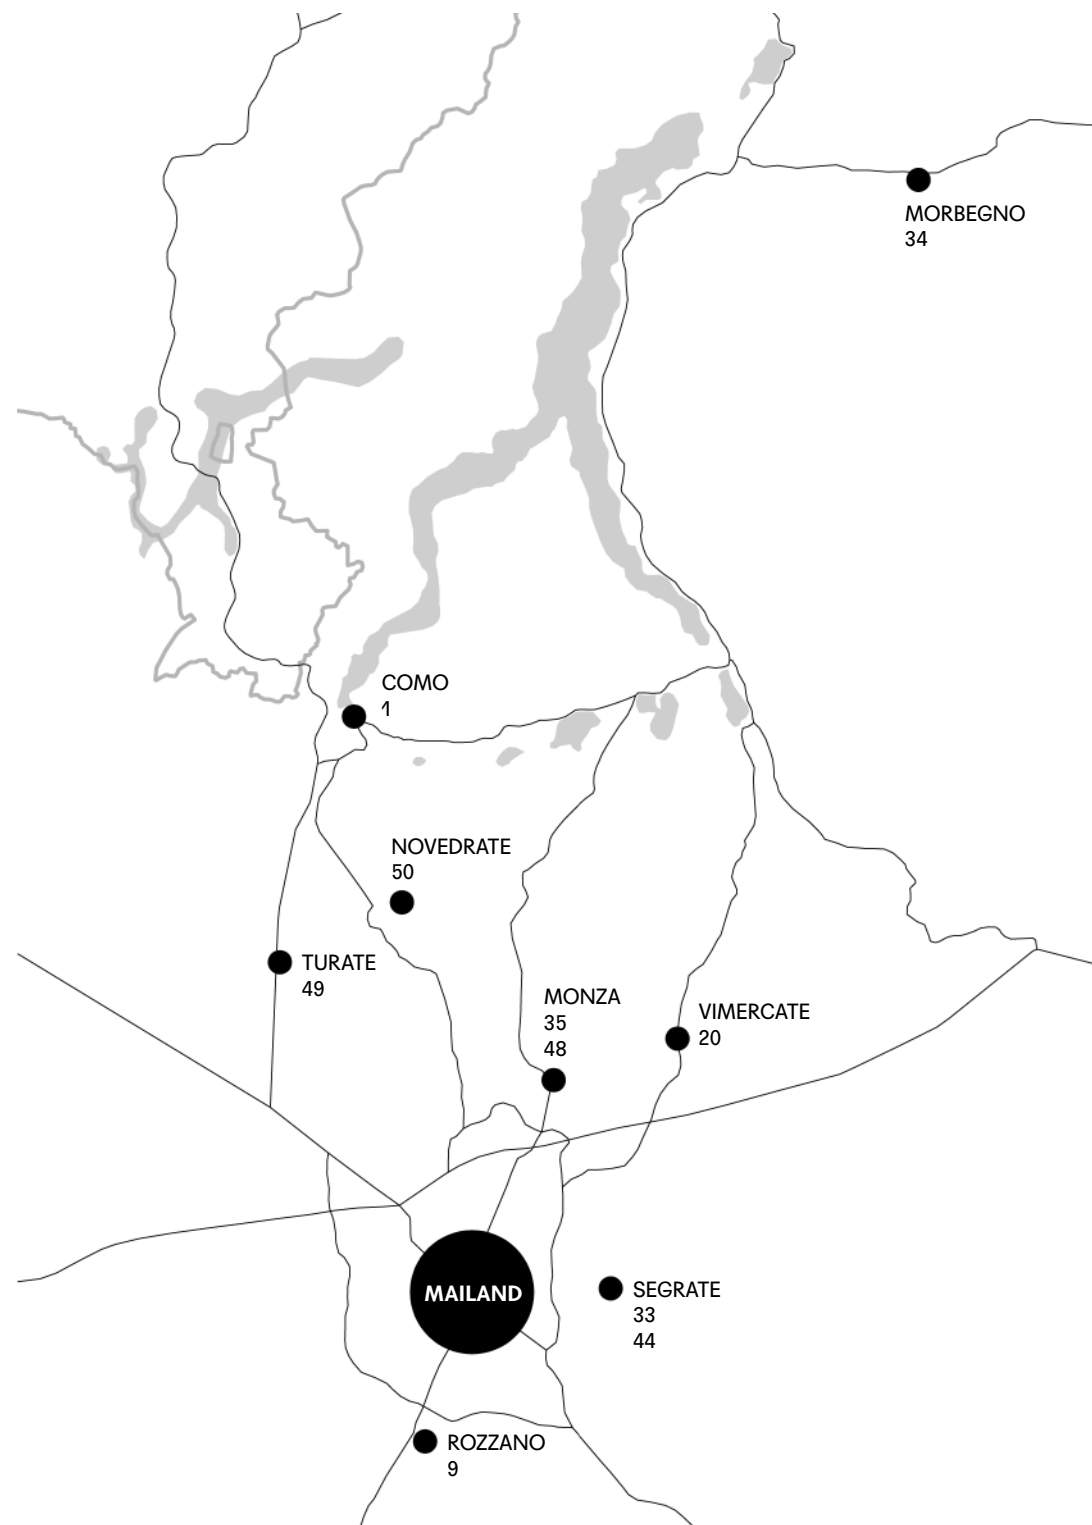 MORBEGNO
34
COMO
1
NOVEDRATE
50
TURATE
49
MONZA
35
48
VIMERCATE
20
MAILAND
SEGRATE
33
44
ROZZANO
9